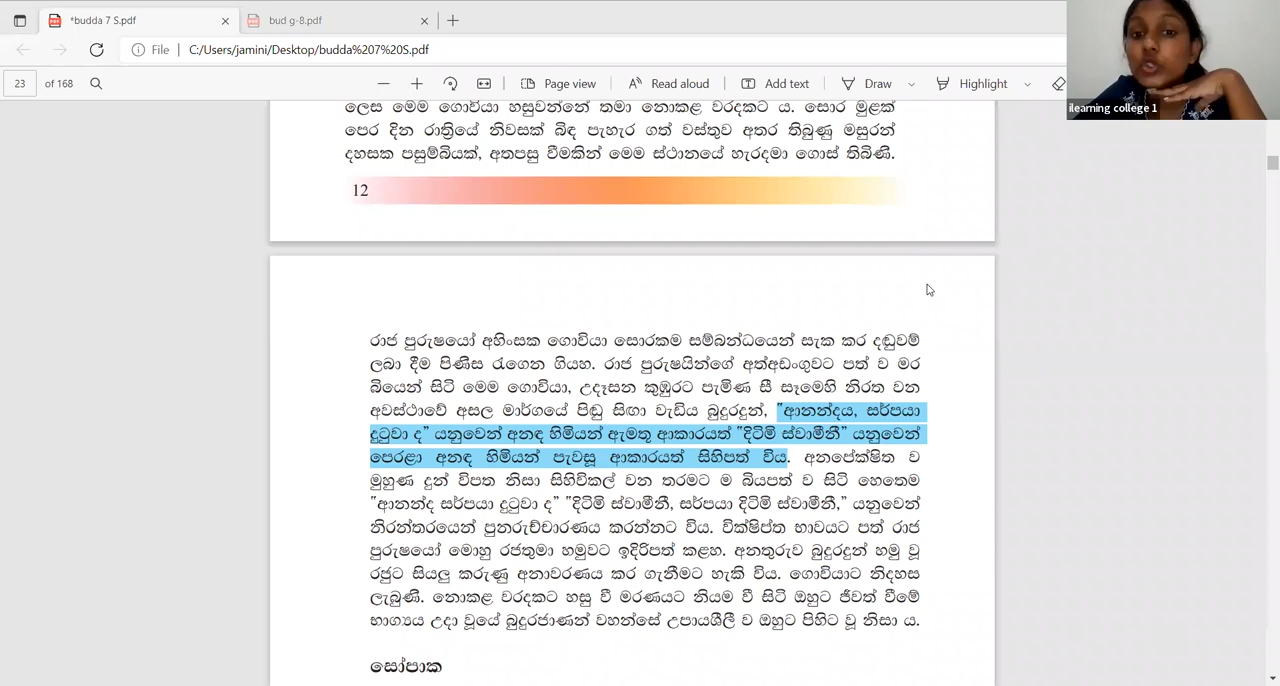 *budda 7 S.pdf
bud g-8.pdf
File
C:/Users/jamini/Desktop/budda%207%20S.pdf
23 of 168
Page view
Read aloud
Add text
Draw
Highlight
ilearning college 1
ලෙස මෙම ගොවියා හසුවන්නේ තමා නොකළ වරදකට ය. සොර මුළක්
පෙර දින රාත්‍රියේ නිවසක් බිඳ පැහැර ගත් වස්තුව අතර තිබුණු මසුරන්
දහසක පසුම්බියක්, අතපසු වීමකින් මෙම ස්ථානයේ හැරදමා ගොස් තිබිණි.
12
රාජ පුරුෂයෝ අහිංසක ගොවියා සොරකම සම්බන්ධයෙන් සැක කර දඬුවම්
ලබා දීම පිණිස රැගෙන ගියහ. රාජ පුරුෂයින්ගේ අත්අඩංගුවට පත් ව මර
බියෙන් සිටි මෙම ගොවියා, උදෑසන කුඹුරට පැමිණ සී සෑමෙහි නිරත වන
අවස්ථාවේ අසල මාර්ගයේ පිඬු සිඟා වැඩිය බුදුරදුන්, "ආනන්දය, සර්පයා
දුටුවා ද" යනුවෙන් අනඳ හිමියන් ඇමතූ ආකාරයත් "දිටිමි ස්වාමීනී" යනුවෙන්
පෙරළා අනඳ හිමියන් පැවසූ ආකාරයත් සිහිපත් විය. අනපේක්ෂිත ව
මුහුණ දුන් විපත නිසා සිහිවිකල් වන තරමට ම බියපත් ව සිටි හෙතෙම
"ආනන්ද සර්පයා දුටුවා ද" "දිටිමි ස්වාමීනී, සර්පයා දිටිමි ස්වාමීනී," යනුවෙන්
නිරන්තරයෙන් පුනරුච්චාරණය කරන්නට විය. වික්ෂිප්ත භාවයට පත් රාජ
පුරුෂයෝ මොහු රජතුමා හමුවට ඉදිරිපත් කළහ. අනතුරුව බුදුරදුන් හමු වූ
රජුට සියලු කරුණු අනාවරණය කර ගැනීමට හැකි විය. ගොවියාට නිදහස
ලැබුණි. නොකළ වරදකට හසු වී මරණයට නියම වී සිටි ඔහුට ජීවත් වීමේ
භාග්‍යය උදා වූයේ බුදුරජාණන් වහන්සේ උපායශීලී ව ඔහුට පිහිට වූ නිසා ය.
සෝපාක